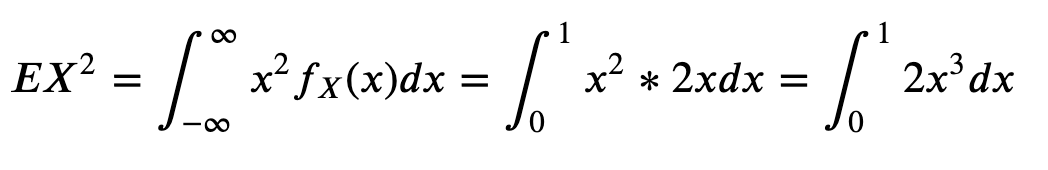 EX² = ∫_{-∞}^{∞} x² f_X(x)dx = ∫_0^1 x² * 2xdx = ∫_0^1 2x³dx